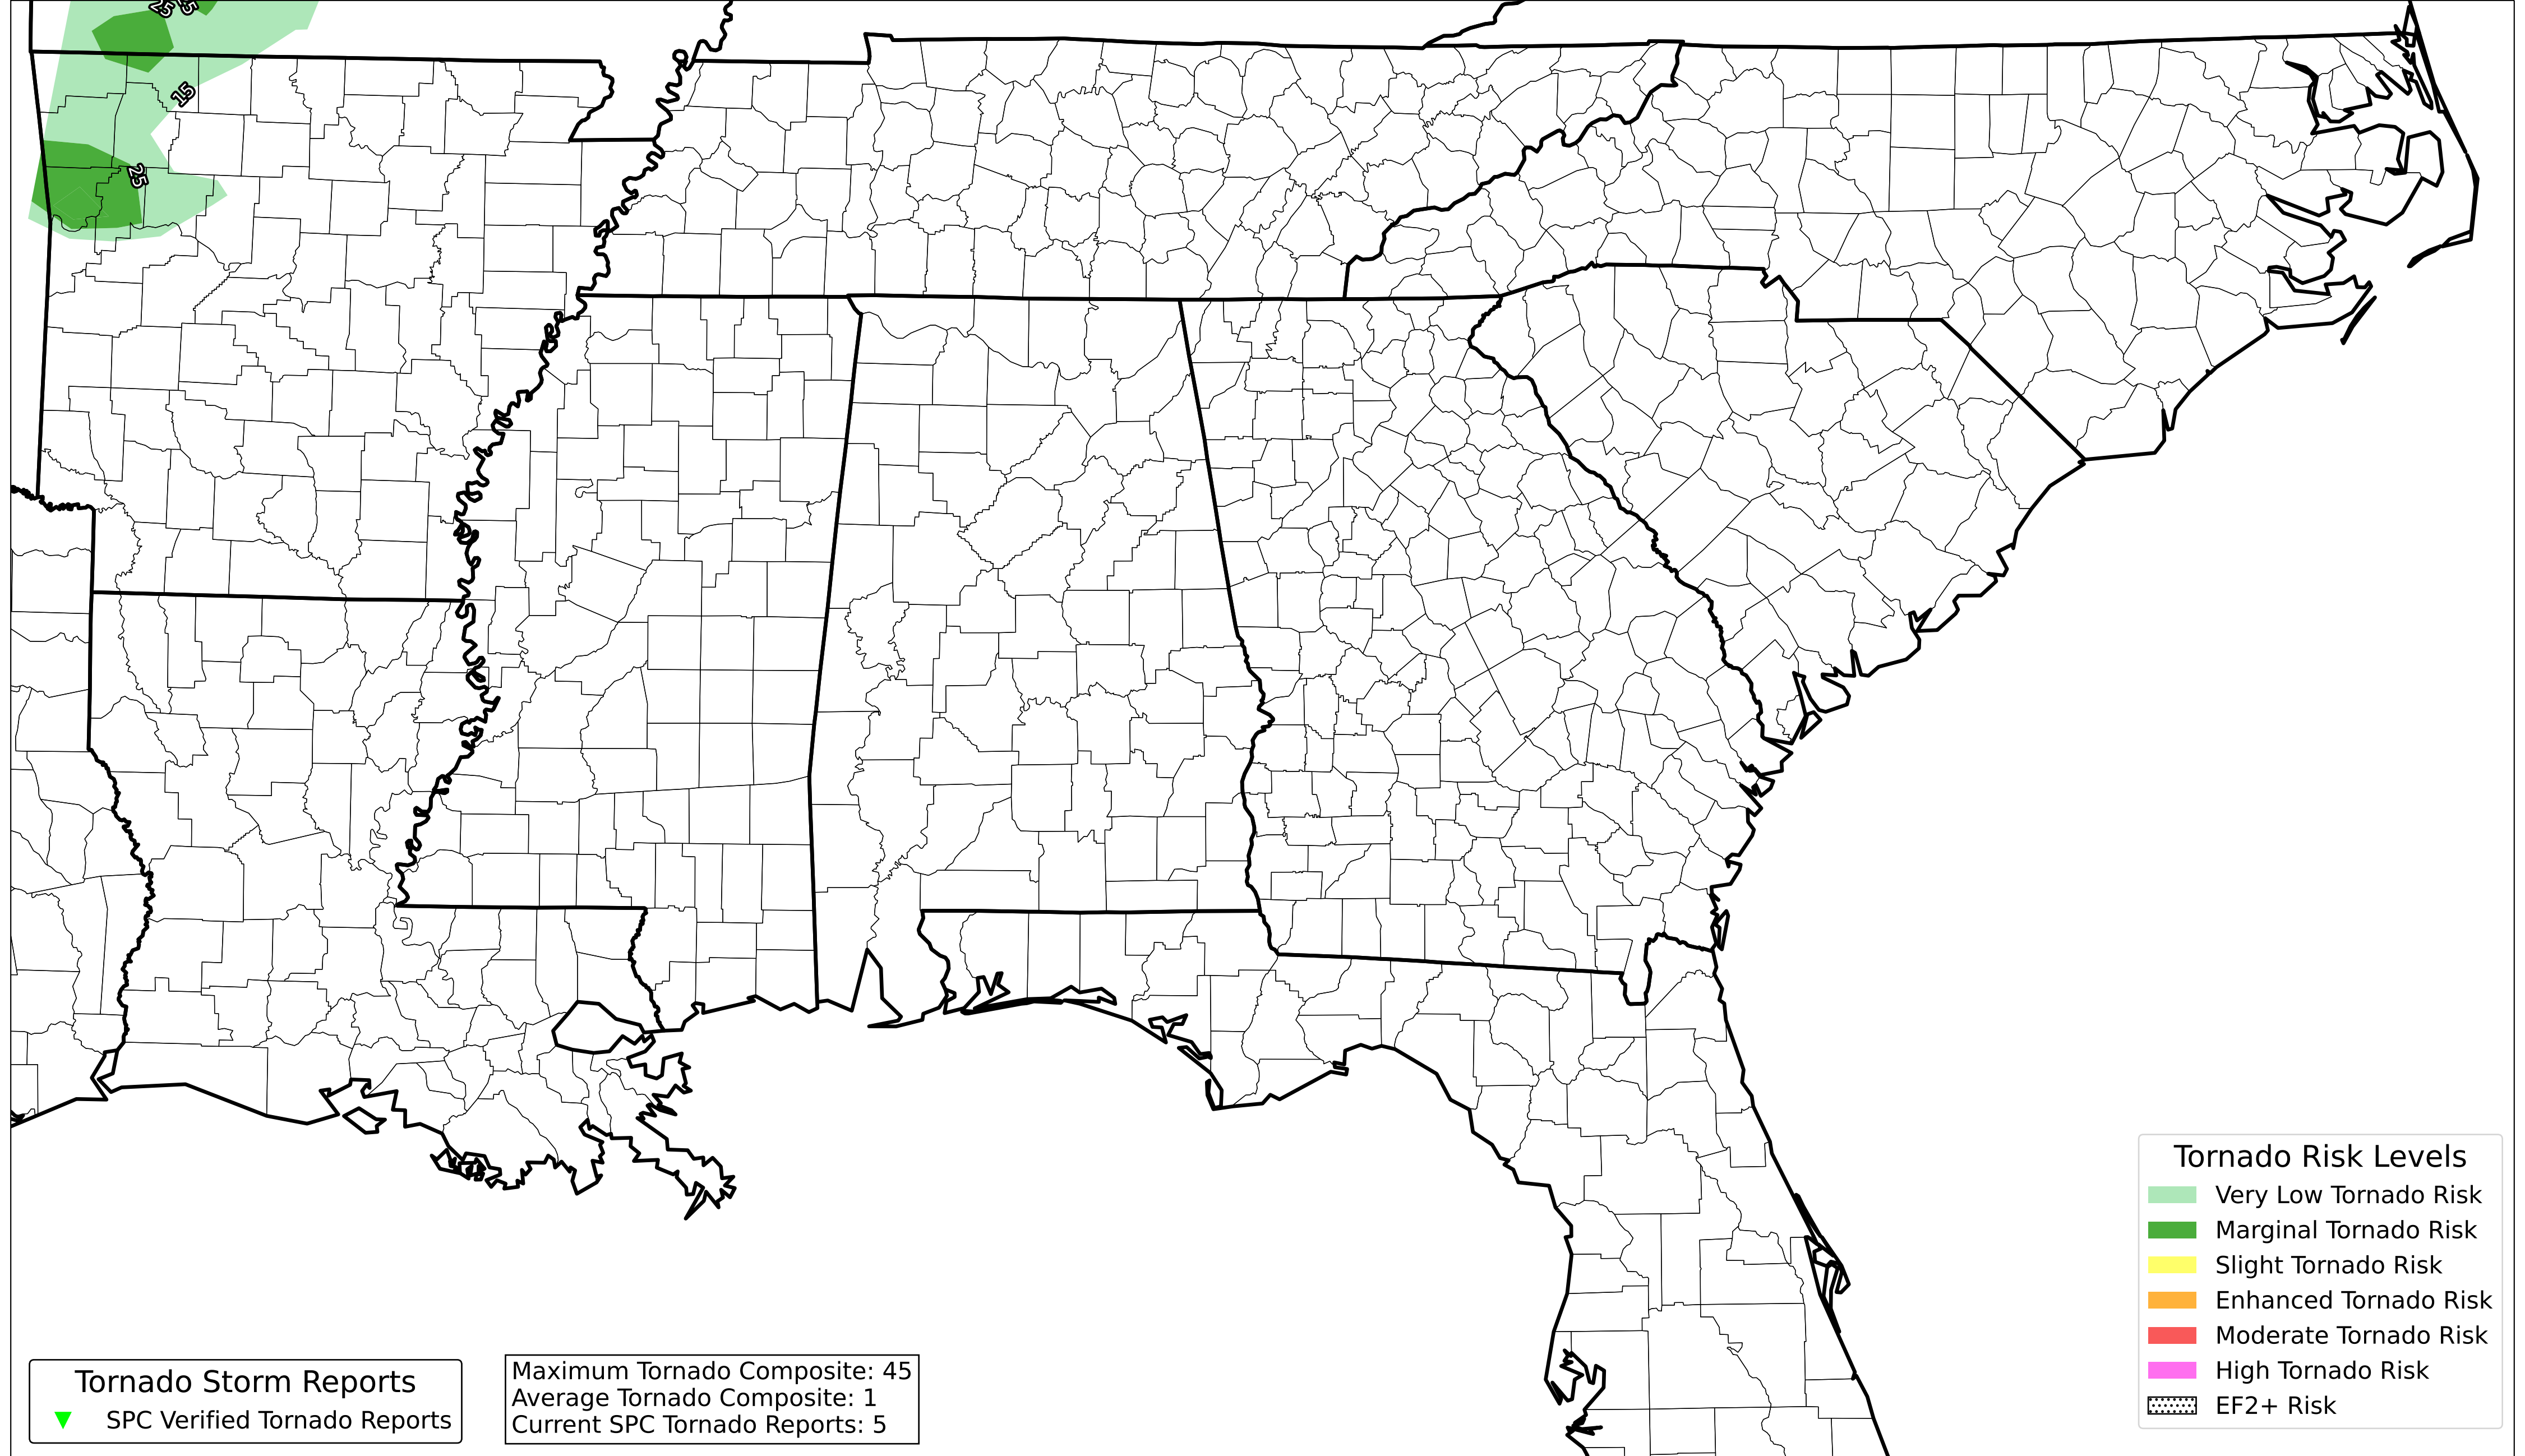 25
15
25
Tornado Risk Levels
Very Low Tornado Risk
Marginal Tornado Risk
Slight Tornado Risk
Enhanced Tornado Risk
Moderate Tornado Risk
High Tornado Risk
EF2+ Risk
Tornado Storm Reports
SPC Verified Tornado Reports
Maximum Tornado Composite: 45
Average Tornado Composite: 1
Current SPC Tornado Reports: 5